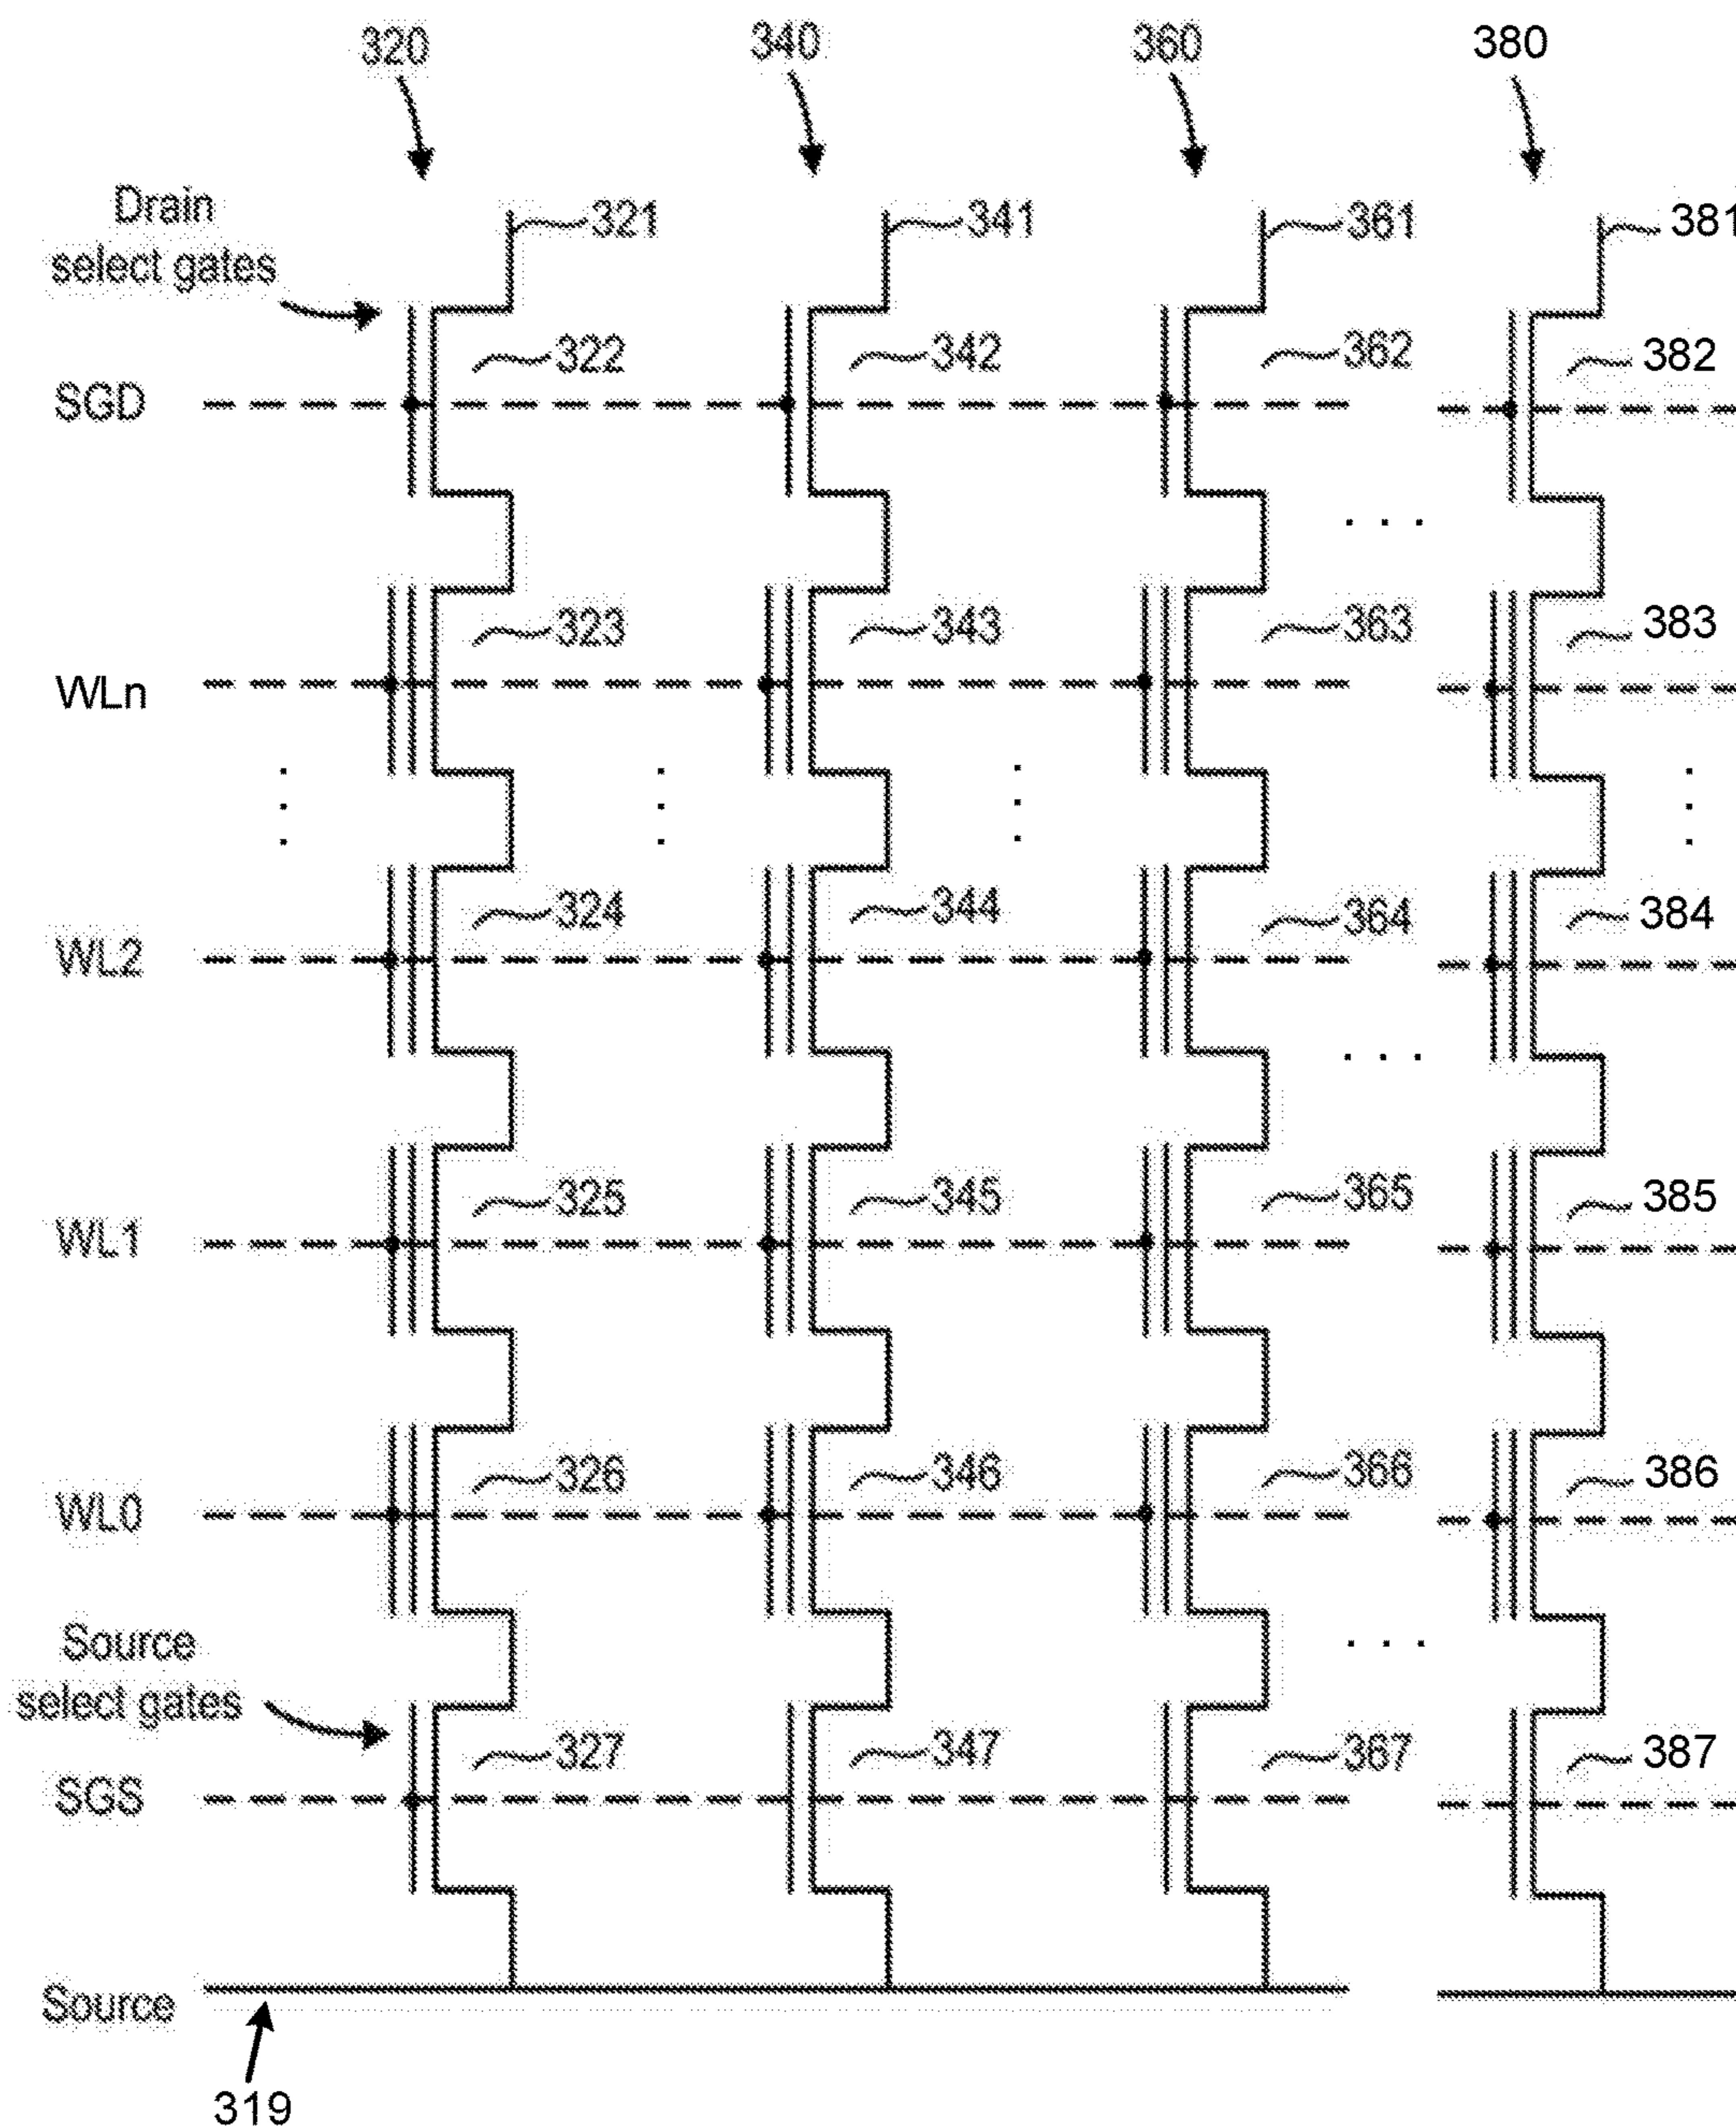 320 340 360 380
Drain
select gates
321 341 361 381
SGD 322 342 362 382
WLn 323 343 363 383
WL2 324 344 364 384
WL1 325 345 365 385
WL0 326 346 366 386
Source
select gates
SGS 327 347 367 387
Source
319